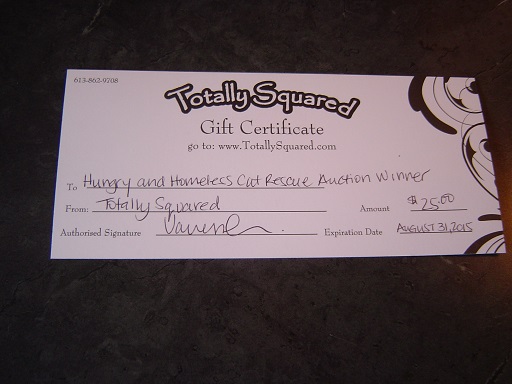 613-862-9708
Totally Squared
Gift Certificate
go to: www.TotallySquared.com
To Hungry and Homeless Cat Rescue Auction Winner
From: Totally Squared Amount $25.00
Authorised Signature Expiration Date AUGUST 31, 2015